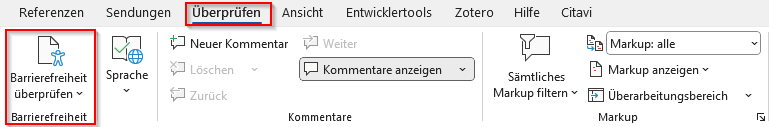 Referenzen Sendungen Überprüfen Ansicht Entwicklertools Zotero Hilfe Citavi
Barrierefreiheit überprüfen
Barrierefreiheit
Sprache
Neuer Kommentar Weiter
Löschen Kommentare anzeigen
Zurück
Kommentare
Sämtliches
Markup filtern
Markup: alle
Markup anzeigen
Überarbeitungsbereich
Markup